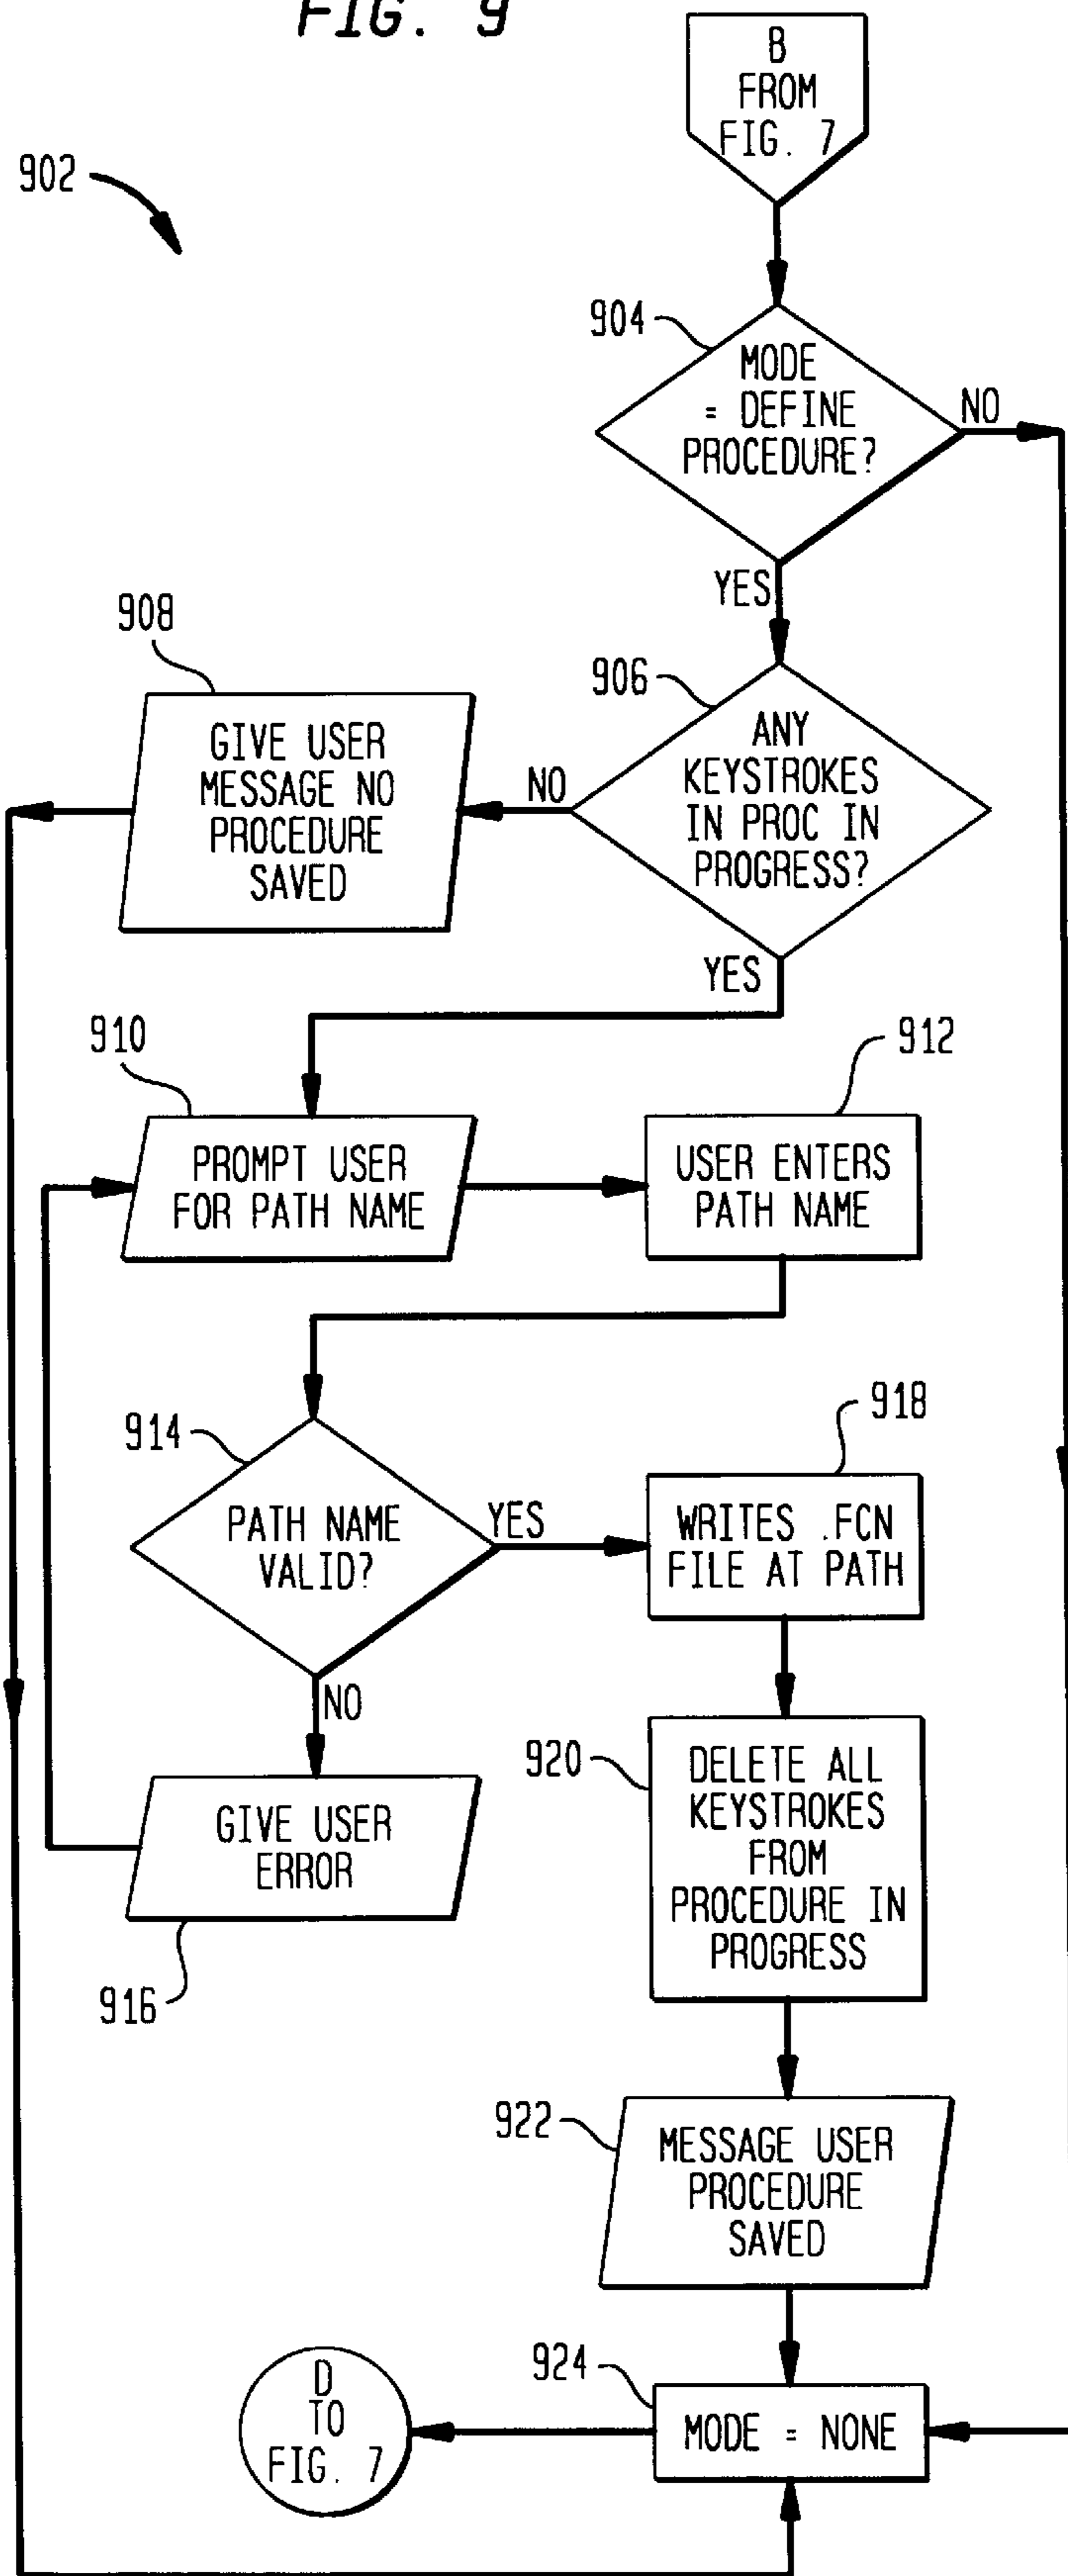 FIG. 9
B
FROM
FIG. 7
902
904
MODE
= DEFINE
PROCEDURE?
NO
YES
908
906
GIVE USER
MESSAGE NO
PROCEDURE
SAVED
NO
ANY
KEYSTROKES
IN PROC IN
PROGRESS?
YES
910
912
PROMPT USER
FOR PATH NAME
USER ENTERS
PATH NAME
914
918
PATH NAME
VALID?
YES
WRITES .FCN
FILE AT PATH
NO
920
DELETE ALL
KEYSTROKES
FROM
PROCEDURE IN
PROGRESS
GIVE USER
ERROR
916
922
MESSAGE USER
PROCEDURE
SAVED
924
D
TO
FIG. 7
MODE = NONE